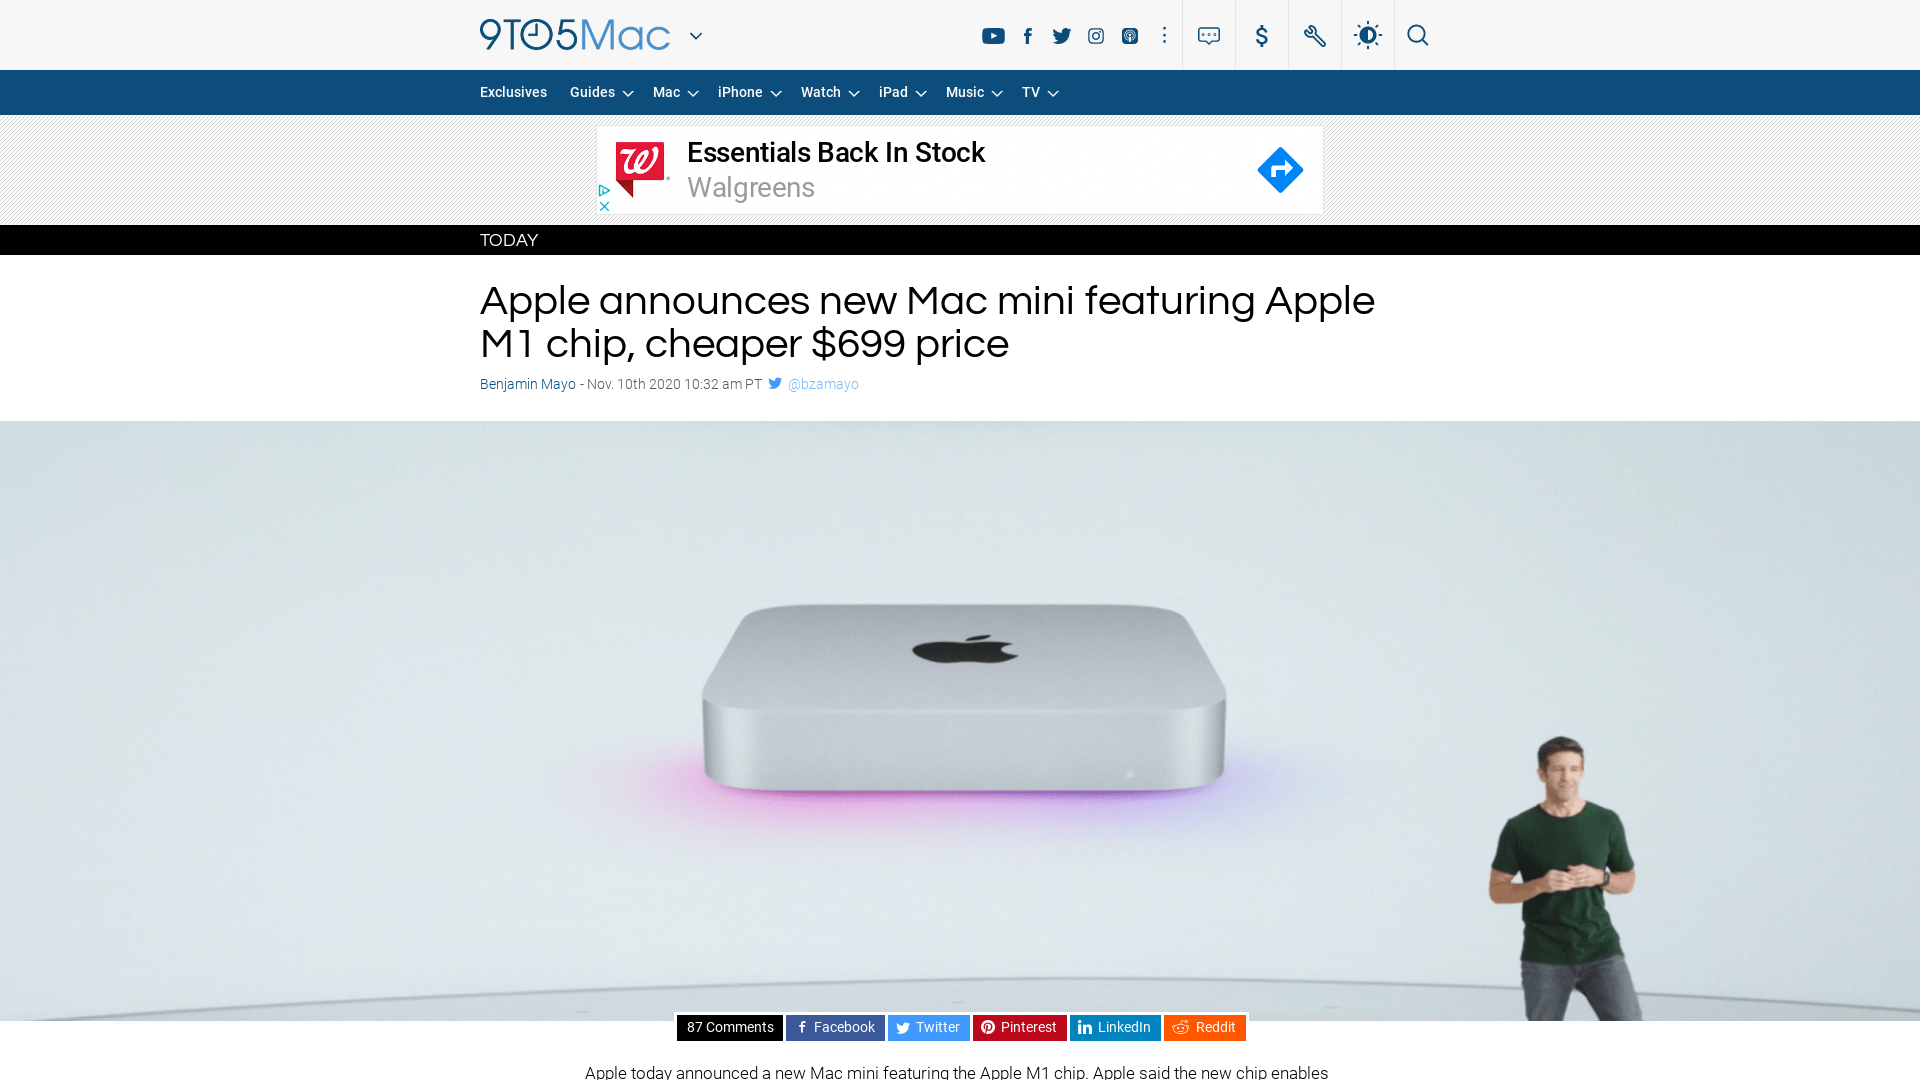 9TO5Mac
Exclusives Guides Mac iPhone Watch iPad Music TV
Essentials Back In Stock
Walgreens
TODAY
Apple announces new Mac mini featuring Apple
M1 chip, cheaper $699 price
Benjamin Mayo - Nov. 10th 2020 10:32 am PT @bzamayo
87 Comments Facebook Twitter Pinterest LinkedIn Reddit
Apple today announced a new Mac mini featuring the Apple M1 chip. Apple said the new chip enables